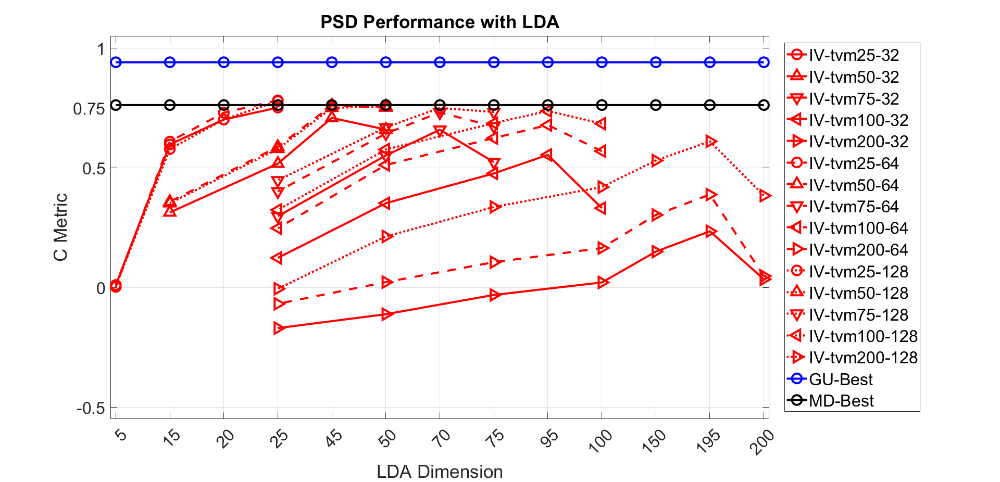 PSD Performance with LDA
1
0.75
0.5
0
-0.5
C Metric
5
15
20
25
45
50
70
75
95
100
150
195
200
LDA Dimension
IV-tvm25-32
IV-tvm50-32
IV-tvm75-32
IV-tvm100-32
IV-tvm200-32
IV-tvm25-64
IV-tvm50-64
IV-tvm75-64
IV-tvm100-64
IV-tvm200-64
IV-tvm25-128
IV-tvm50-128
IV-tvm75-128
IV-tvm100-128
IV-tvm200-128
GU-Best
MD-Best